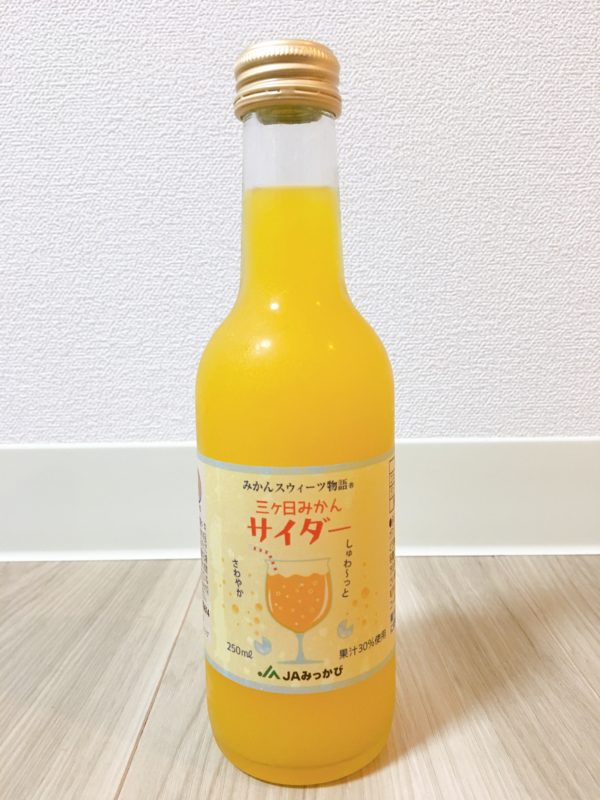 みかんスウィーツ物語®
三ケ日みかん
サイダー
しゅわ〜っと
さわやか
250ml
果汁30%使用
JAみっかび